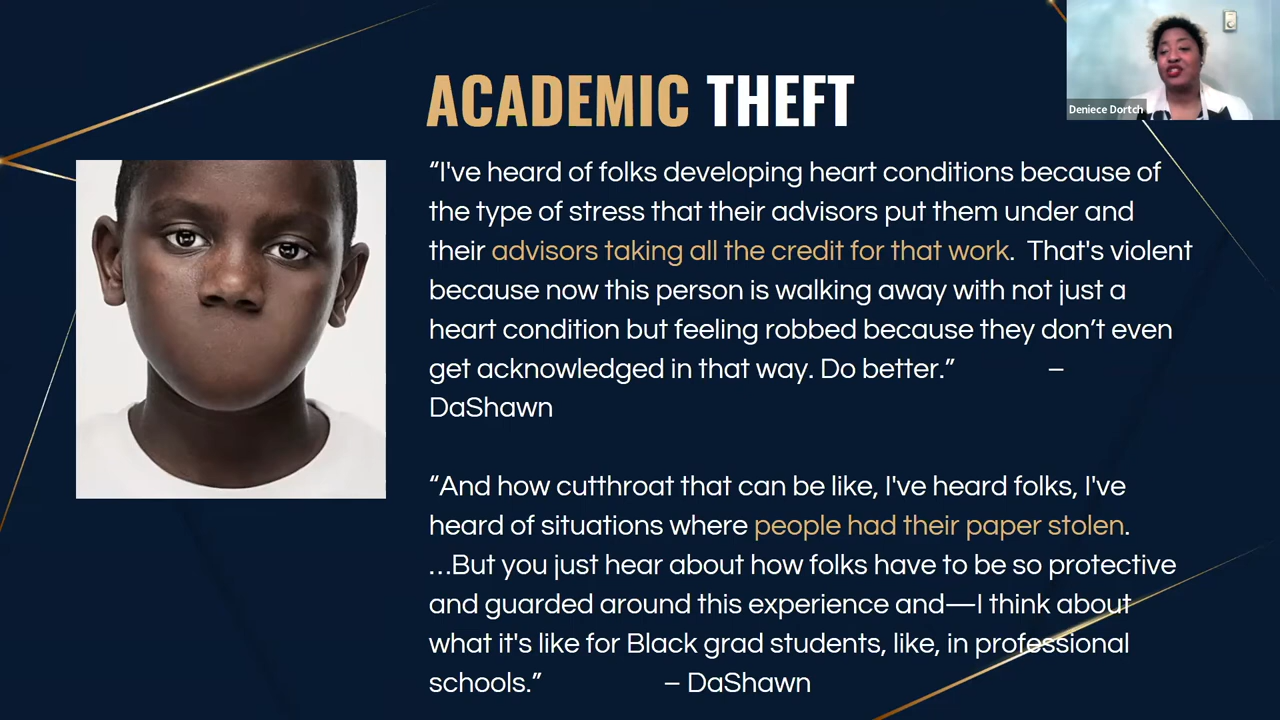 Deniece Dortch
ACADEMIC THEFT
“I've heard of folks developing heart conditions because of
the type of stress that their advisors put them under and
their advisors taking all the credit for that work. That's violent
because now this person is walking away with not just a
heart condition but feeling robbed because they don’t even
get acknowledged in that way. Do better.” –
DaShawn
“And how cutthroat that can be like, I've heard folks, I've
heard of situations where people had their paper stolen.
…But you just hear about how folks have to be so protective
and guarded around this experience and—I think about
what it's like for Black grad students, like, in professional
schools.” – DaShawn